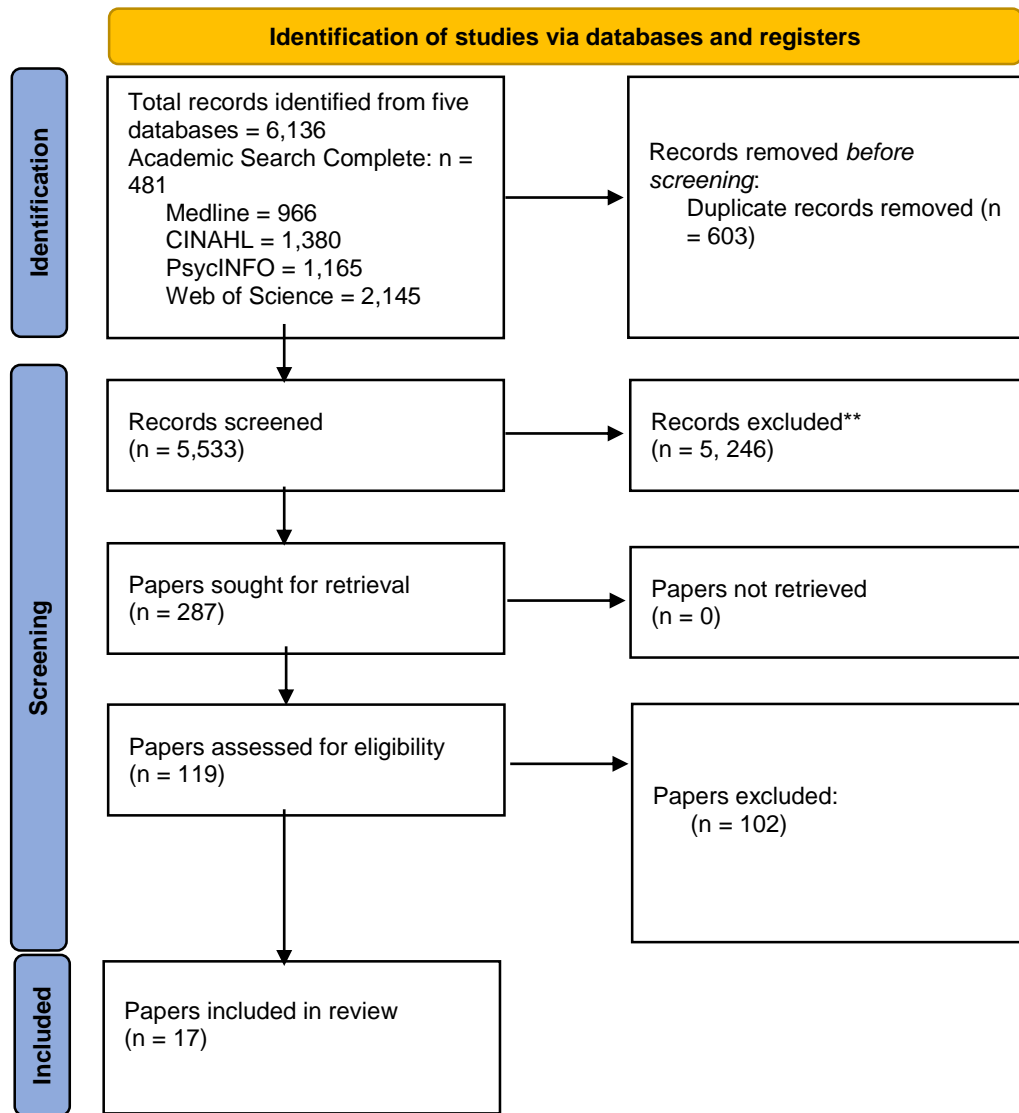 Identification of studies via databases and registers
Identification
Total records identified from five
databases = 6,136
Academic Search Complete: n =
481
Medline = 966
CINAHL = 1,380
PsycINFO = 1,165
Web of Science = 2,145
Records removed before
screening:
Duplicate records removed (n
= 603)
Screening
Records screened
(n = 5,533)
Records excluded**
(n = 5, 246)
Papers sought for retrieval
(n = 287)
Papers not retrieved
(n = 0)
Papers assessed for eligibility
(n = 119)
Papers excluded:
(n = 102)
Included
Papers included in review
(n = 17)